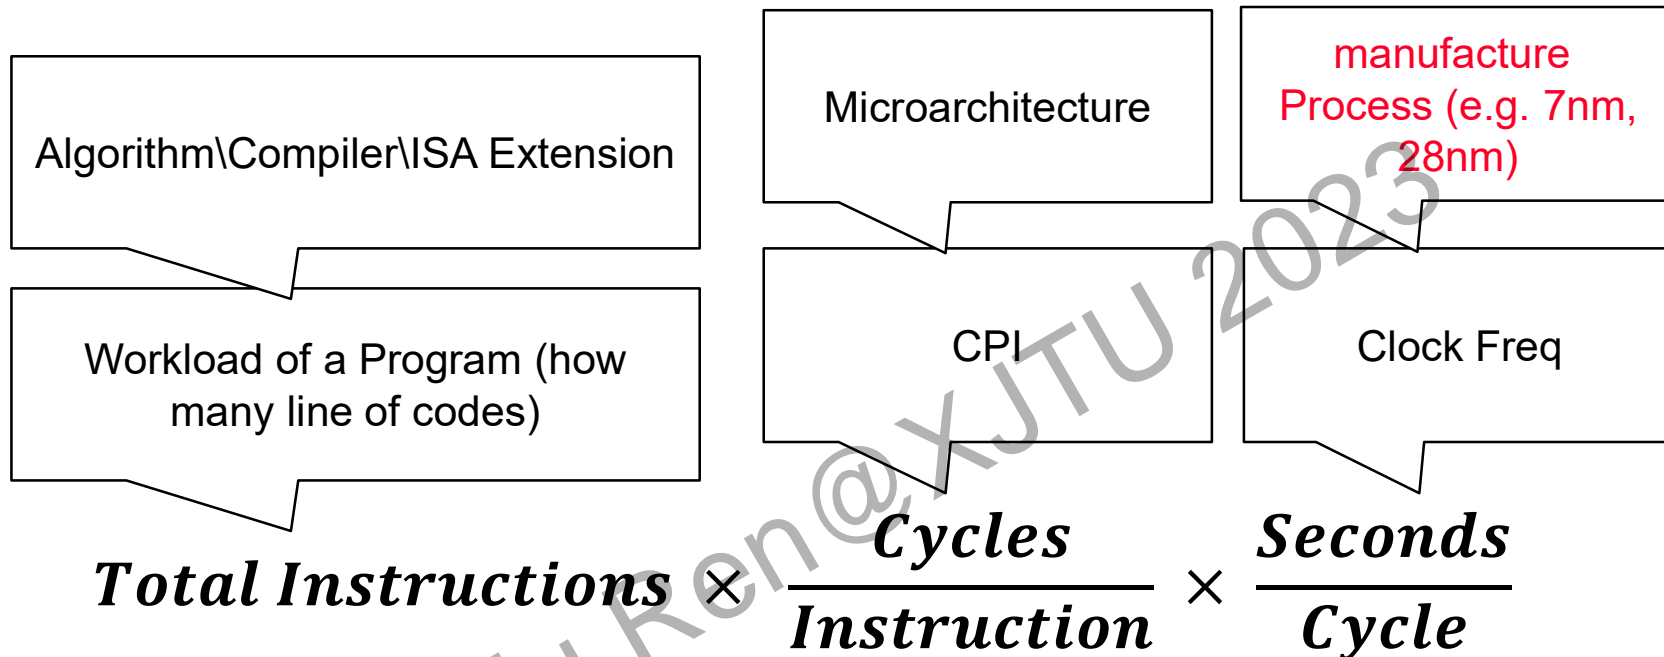 Algorithm\Compiler\ISA Extension
Microarchitecture
manufacture
Process (e.g. 7nm,
28nm)
Workload of a Program (how
many line of codes)
CPI
Clock Freq
Total Instructions × Cycles / Instruction × Seconds / Cycle
Ren@XJTU 2023